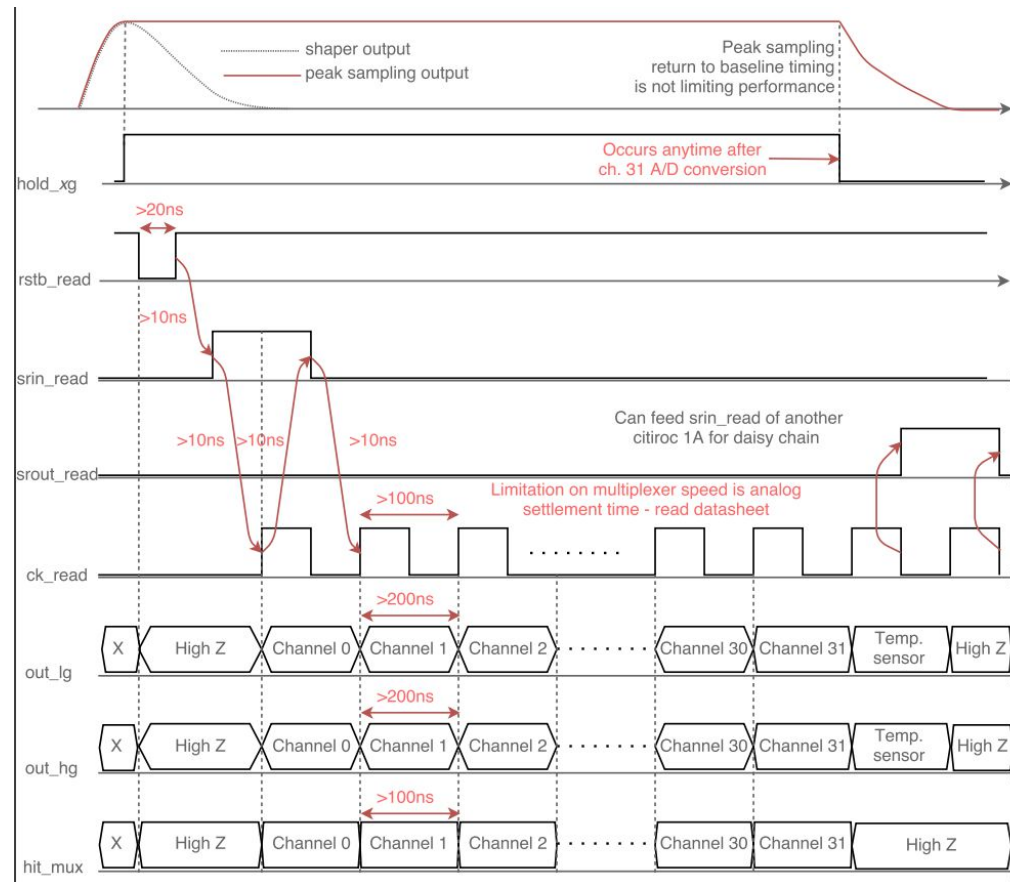 shaper output
peak sampling output
Peak sampling
return to baseline timing
is not limiting performance
Occurs anytime after
ch. 31 A/D conversion
hold_xg
>20ns
rstb_read
>10ns
srin_read
>10ns
>10ns
>10ns
Can feed srin_read of another
citiroc 1A for daisy chain
srout_read
>100ns
Limitation on multiplexer speed is analog
settlement time - read datasheet
ck_read
>200ns
X
High Z
Channel 0
Channel 1
Channel 2
Channel 30
Channel 31
Temp.
sensor
High Z
out_lg
>200ns
X
High Z
Channel 0
Channel 1
Channel 2
Channel 30
Channel 31
Temp.
sensor
High Z
out_hg
>100ns
X
High Z
Channel 0
Channel 1
Channel 2
Channel 30
Channel 31
High Z
hit_mux